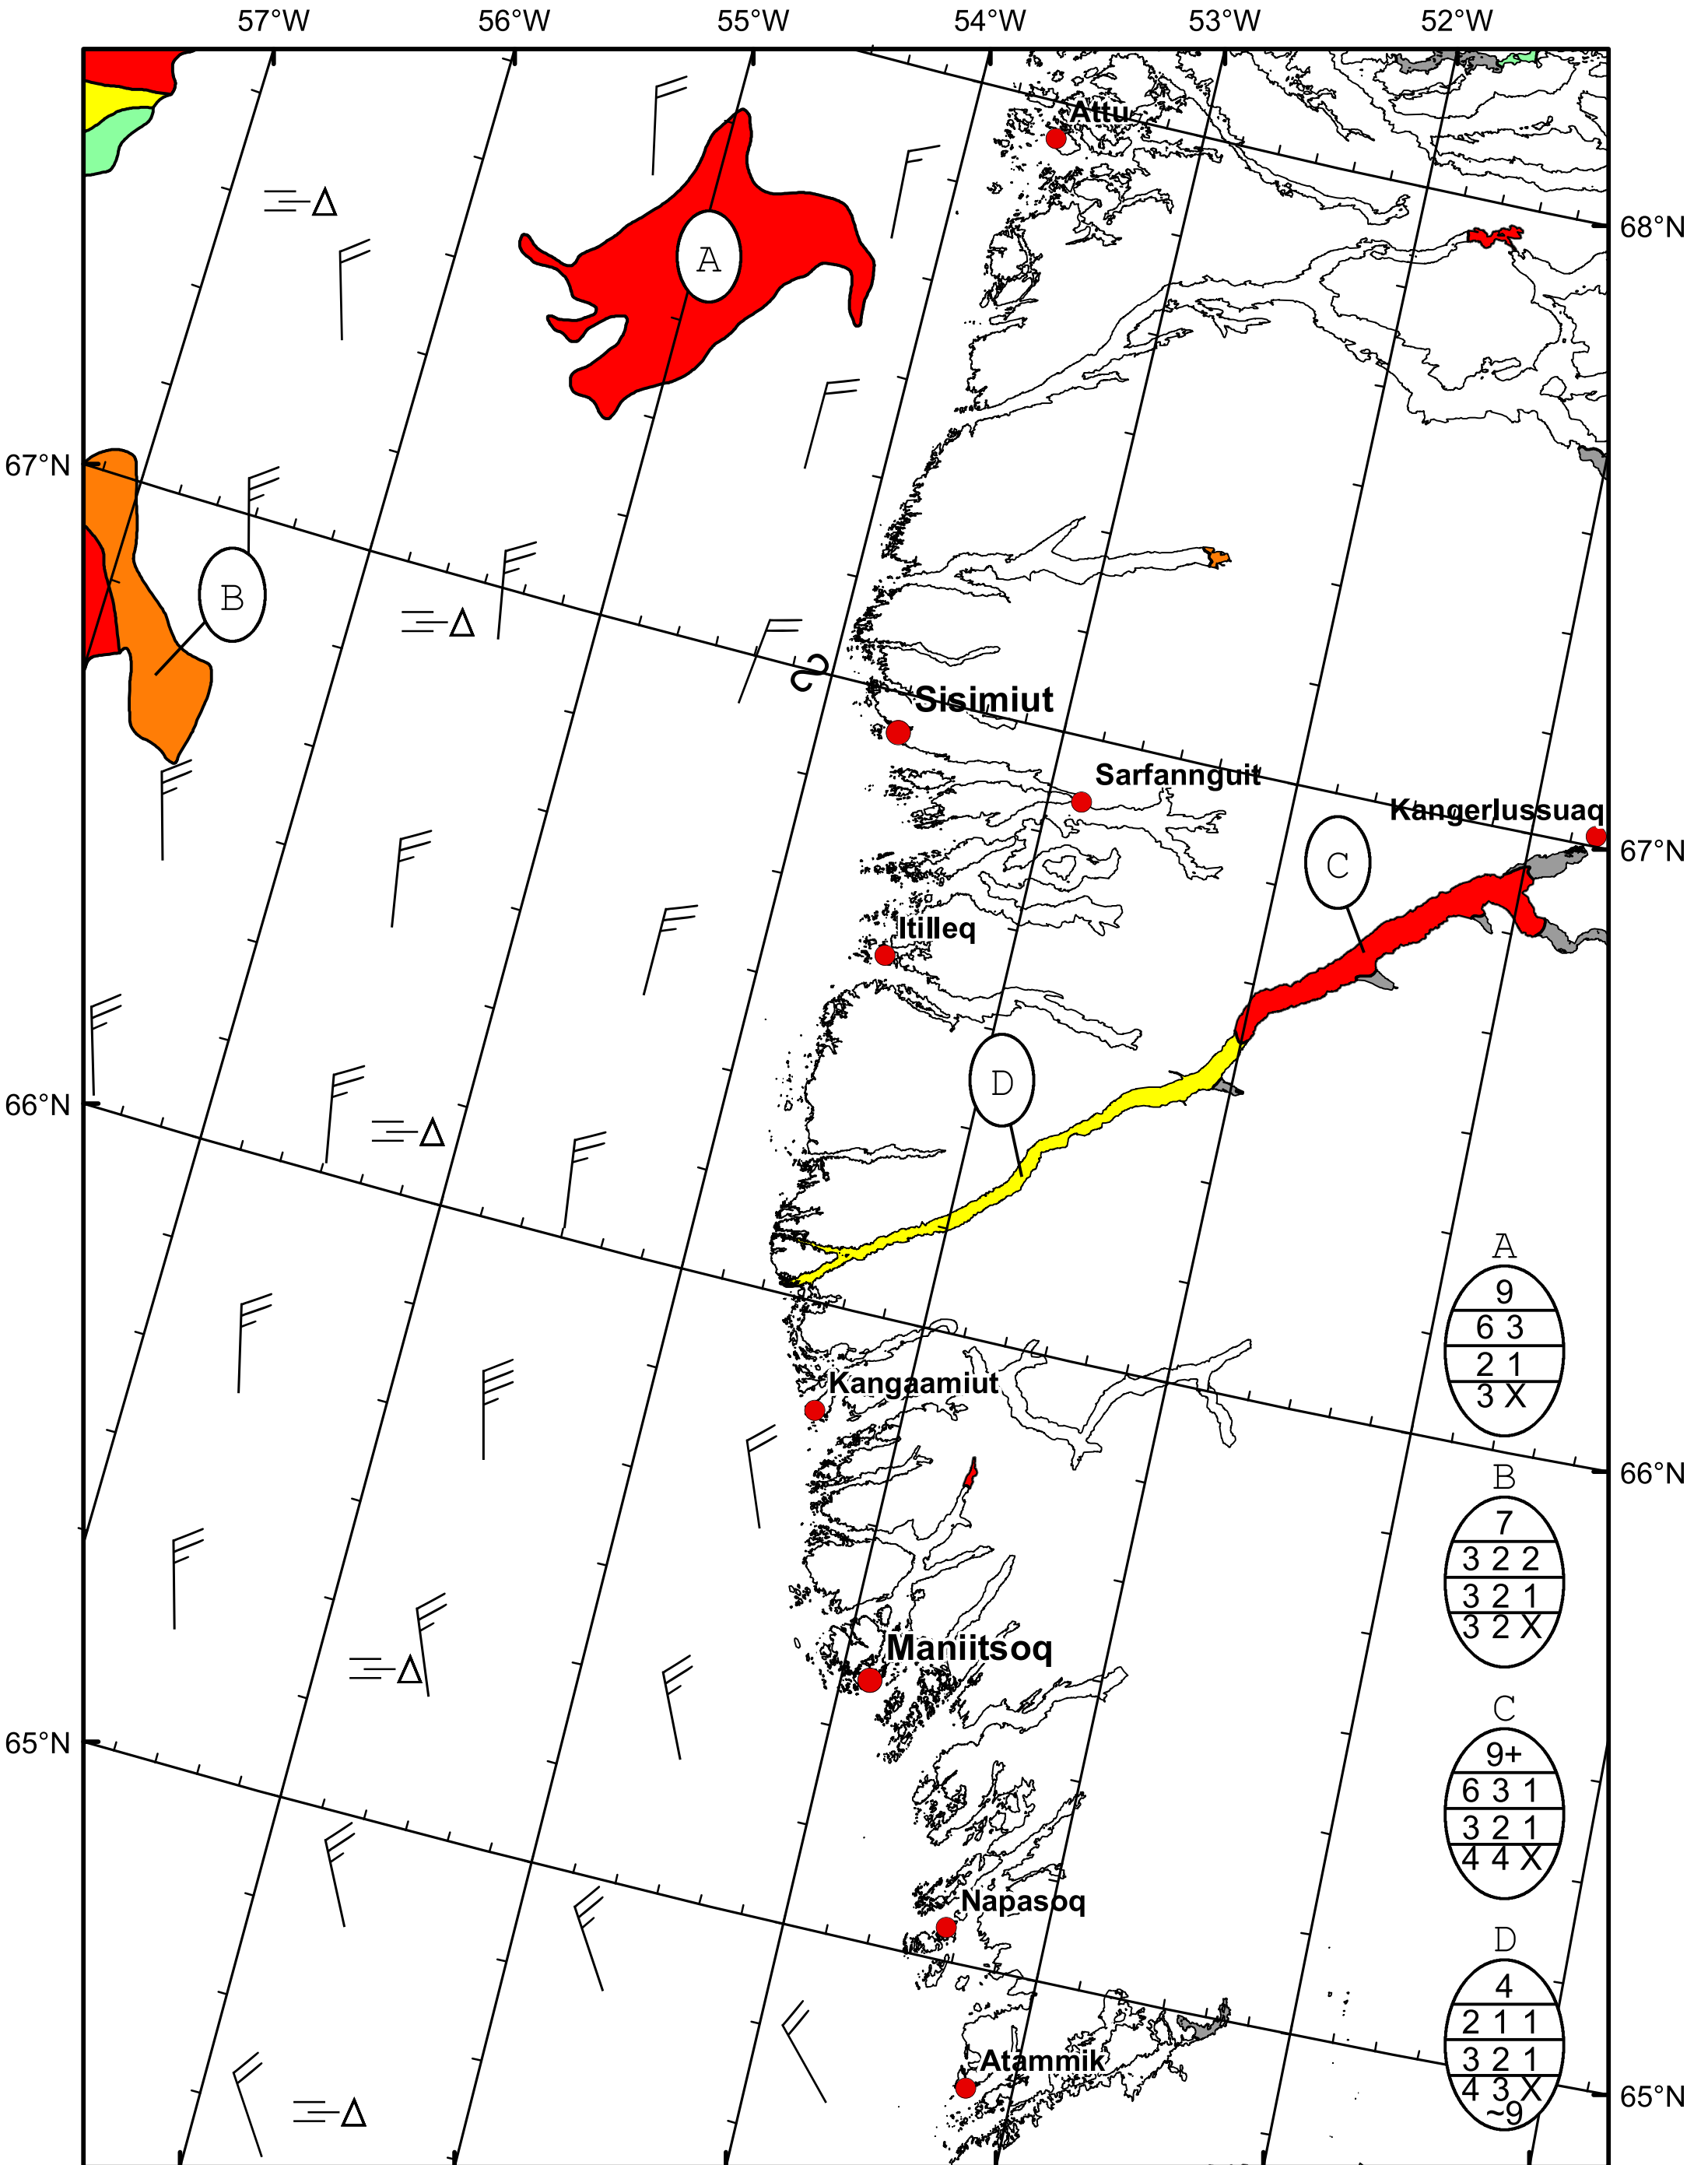 57°W 56°W 55°W 54°W 53°W 52°W
Attu
68°N
A
67°N
B
Sisimiut
Sarfannguit
Kangerlussuaq
67°N
C
Itilleq
D
66°N
A
9
6 3
2 1
3 X
Kangaamiut
66°N
B
7
3 2 2
3 2 1
3 2 X
Maniitsoq
C
9+
6 3 1
3 2 1
4 4 X
65°N
Napasoq
D
4
2 1 1
3 2 1
4 3 X
~9
Atammik
65°N